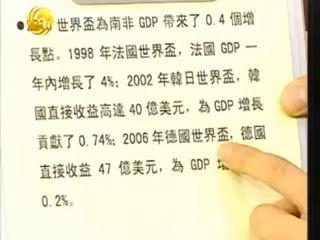 ● 世界盃為南非 GDP 帶來了 0.4 個增
長點。1998 年法國世界盃，法國 GDP 一
年內增長了 4%；2002 年韓日世界盃，韓
國直接收益高達 40 億美元，為 GDP 增長
貢獻了 0.74%；2006 年德國世界盃，德國
直接收益 47 億美元，為 GDP 增
0.2%。